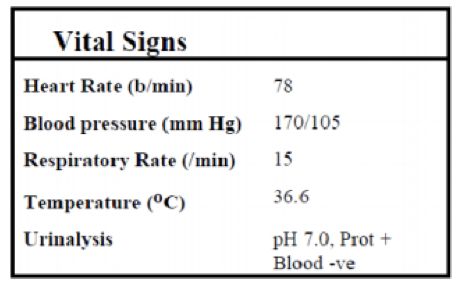 Vital Signs
Heart Rate (b/min) 78
Blood pressure (mm Hg) 170/105
Respiratory Rate (/min) 15
Temperature (⁰C) 36.6
Urinalysis pH 7.0, Prot +
Blood -ve